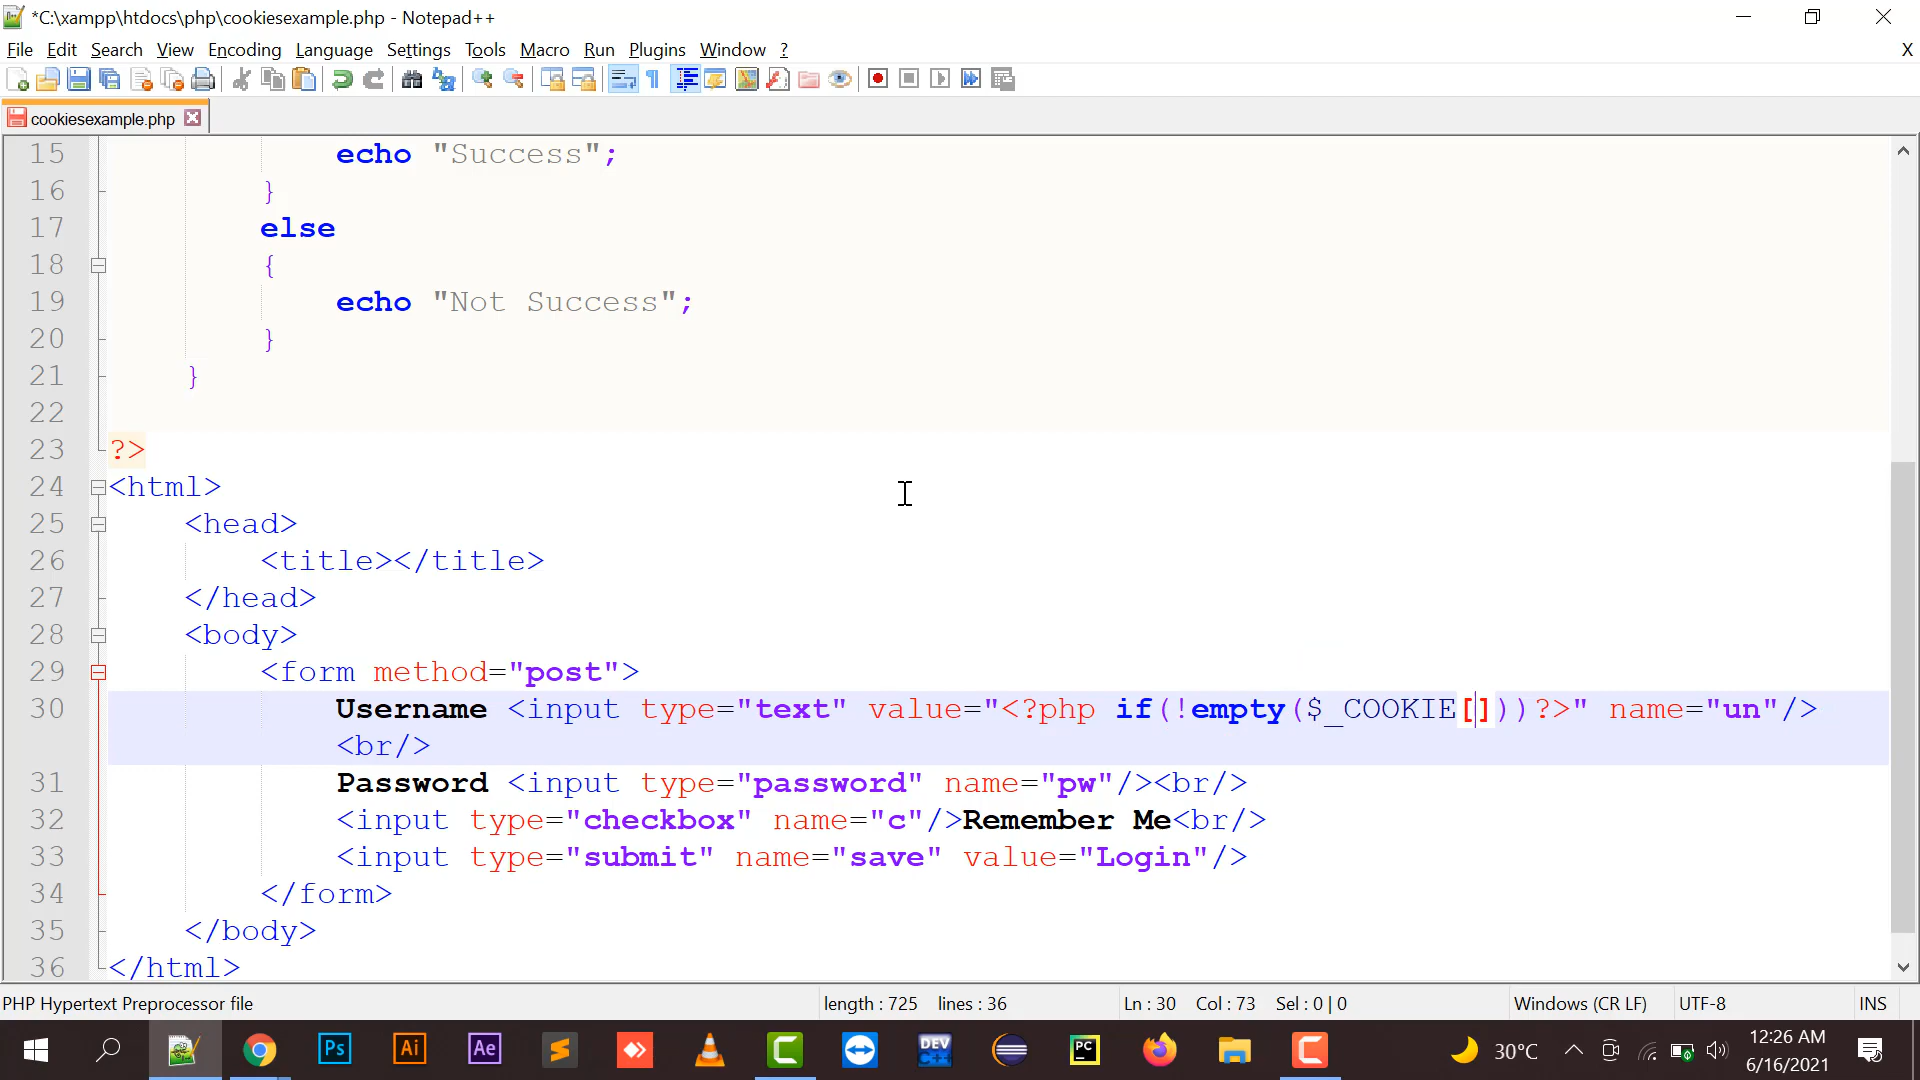 *C:\xampp\htdocs\php\cookiesexample.php - Notepad++
File Edit Search View Encoding Language Settings Tools Macro Run Plugins Window ? X
cookiesexample.php
15 echo "Success";
16 }
17 else
18 {
19 echo "Not Success";
20 }
21 }
22
23 ?>
24 <html>
25 <head>
26 <title></title>
27 </head>
28 <body>
29 <form method="post">
30 Username <input type="text" value="<?php if(!empty($_COOKIE[]))?>" name="un"/>
<br/>
31 Password <input type="password" name="pw"/><br/>
32 <input type="checkbox" name="c"/>Remember Me<br/>
33 <input type="submit" name="save" value="Login"/>
34 </form>
35 </body>
36 </html>
PHP Hypertext Preprocessor file length : 725 lines : 36 Ln : 30 Col : 73 Sel : 0 | 0 Windows (CR LF) UTF-8 INS
Ps Ai Ae DEV C++ PC 30°C 12:26 AM
6/16/2021